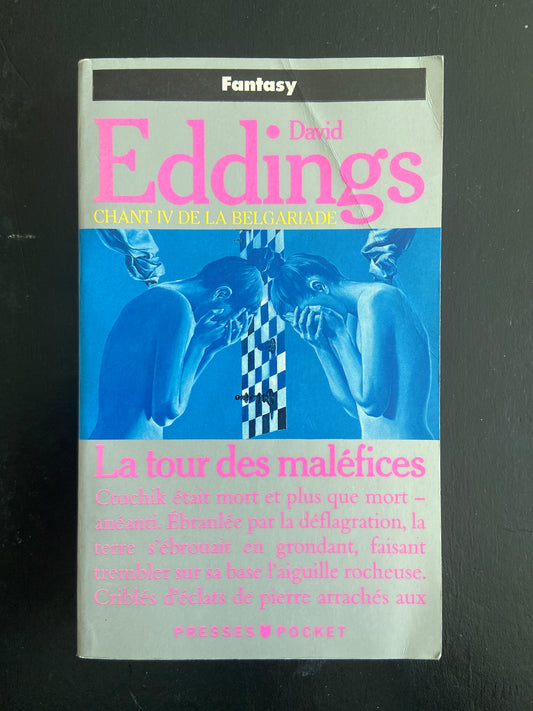 Fantasy
David
Eddings
CHANT IV DE LA BELGARIADE
La tour des maléfices
Ctuchik était mort et plus que mort –
anéanti. Ébranlée par la déflagration, la
terre s'ébrouait en grondant, faisant
trembler sur sa base l'aiguille rocheuse.
Criblés d'éclats de pierre arrachés aux
PRESSES POCKET